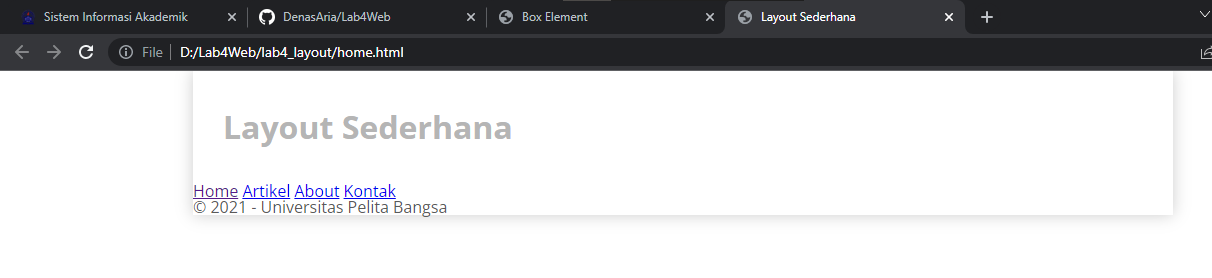 Sistem Informasi Akademik
DenasAria/Lab4Web
Box Element
Layout Sederhana
File
D:/Lab4Web/lab4_layout/home.html
Layout Sederhana
Home Artikel About Kontak
© 2021 - Universitas Pelita Bangsa